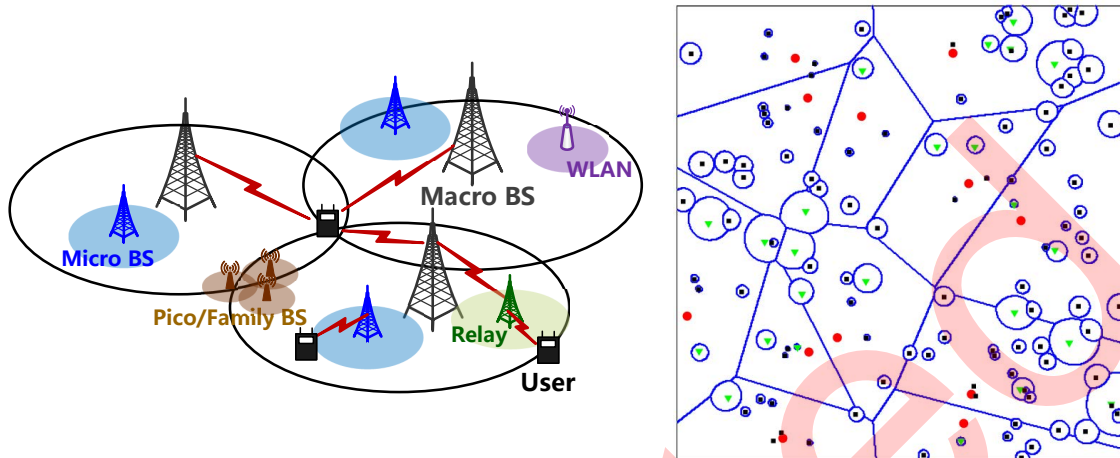 WLAN
Macro BS
Micro BS
Pico/Family BS
Relay
User